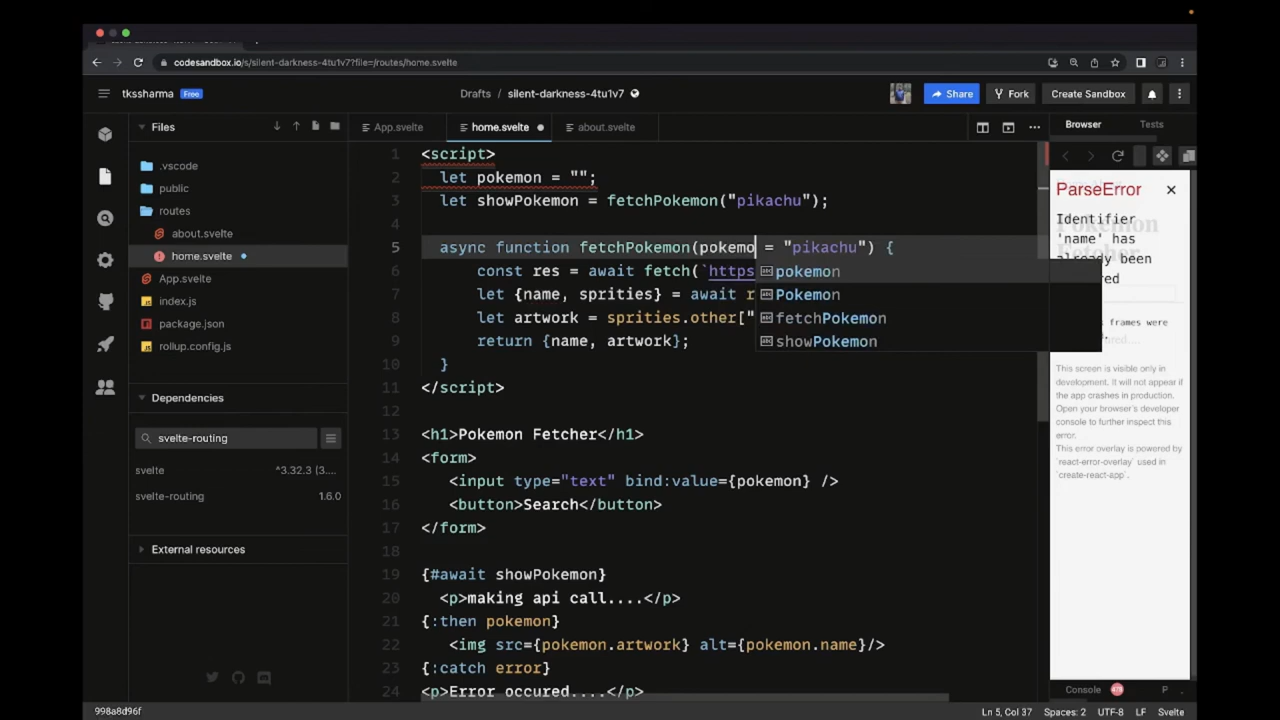 codesandbox.io/s/silent-darkness-4tu1v7?file=/routes/home.svelte
tkssharma Free
Drafts / silent-darkness-4tu1v7
Share Fork Create Sandbox
Files
App.svelte home.svelte about.svelte
Browser Tests
.vscode
public
routes
about.svelte
home.svelte
App.svelte
index.js
package.json
rollup.config.js
Dependencies
svelte-routing
svelte ^3.32.3 (3....
svelte-routing 1.6.0
External resources
998a8d96f
1 <script>
2 let pokemon = "";
3 let showPokemon = fetchPokemon("pikachu");
4
5 async function fetchPokemon(pokemo = "pikachu") {
6 const res = await fetch(`https
7 let {name, sprities} = await r
8 let artwork = sprities.other["
9 return {name, artwork};
10 }
11 </script>
12
13 <h1>Pokemon Fetcher</h1>
14 <form>
15 <input type="text" bind:value={pokemon} />
16 <button>Search</button>
17 </form>
18
19 {#await showPokemon}
20 <p>making api call....</p>
21 {:then pokemon}
22 <img src={pokemon.artwork} alt={pokemon.name}/>
23 {:catch error}
24 <p>Error occured....</p>
pokemon
Pokemon
fetchPokemon
showPokemon
ParseError
Identifier
'name' has
already been
Pokemon
Fetcher
frames were
This screen is visible only in
development. It will not appear if
the app crashes in production.
Open your browser's developer
console to further inspect this
error.
This error overlay is powered by
`react-error-overlay` used in
`create-react-app`.
Console P
Ln 5, Col 37 Spaces: 2 UTF-8 LF Svelte